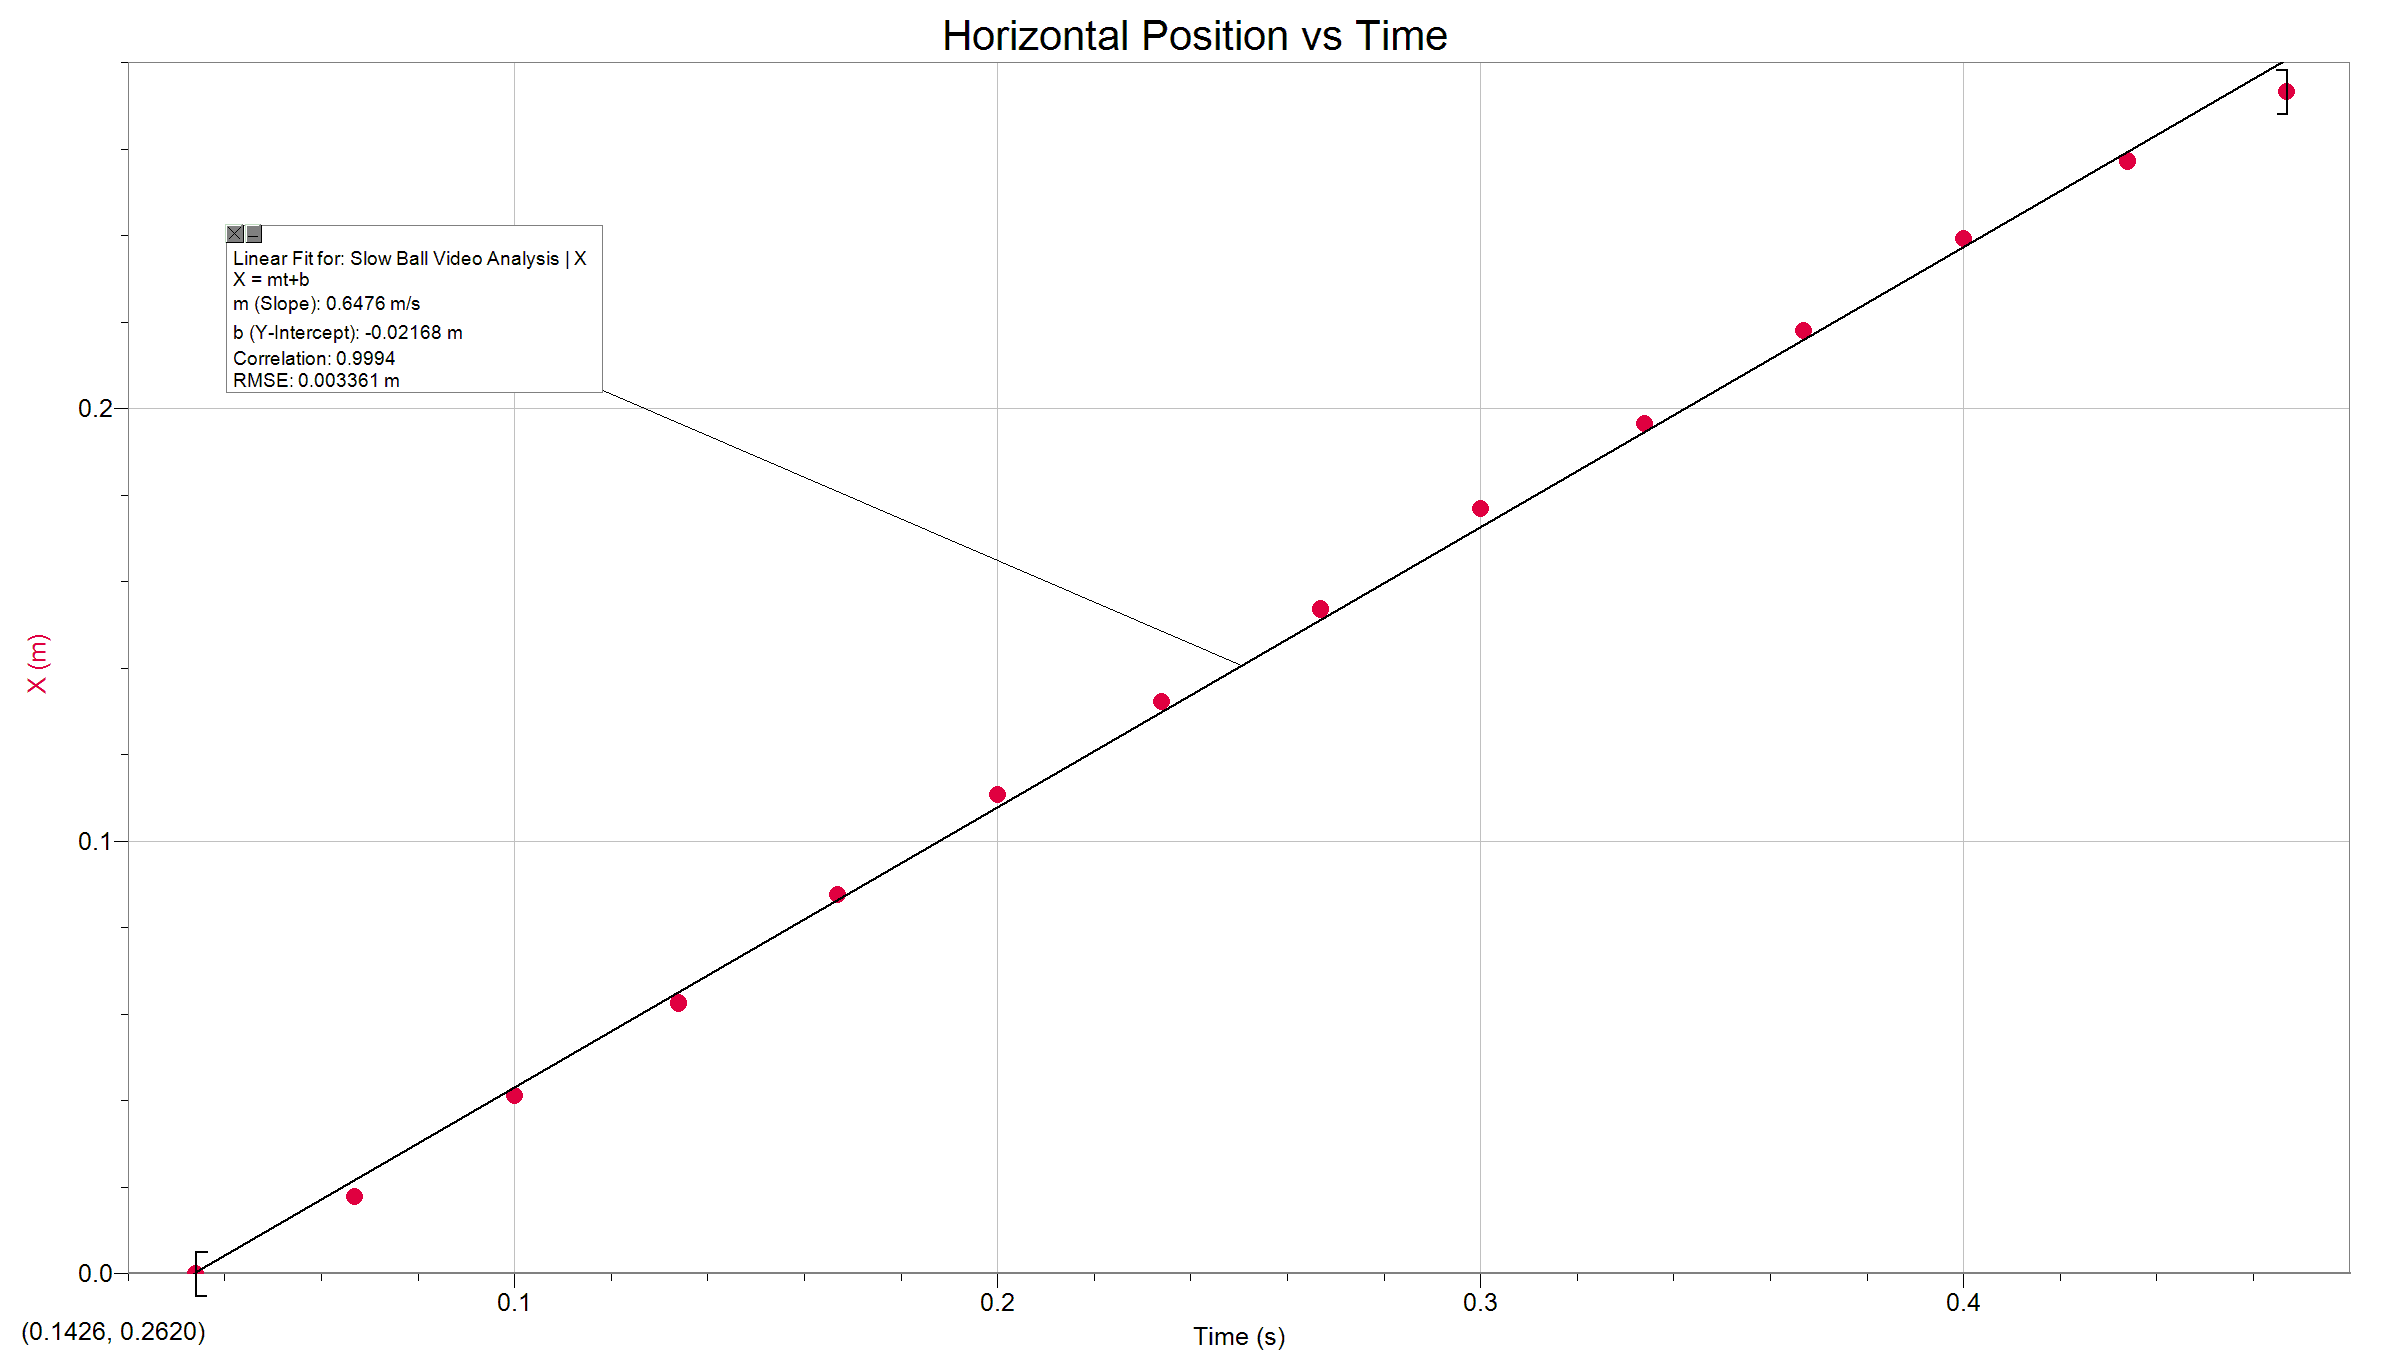 Horizontal Position vs Time
Linear Fit for: Slow Ball Video Analysis | X
X = mt+b
m (Slope): 0.6476 m/s
b (Y-Intercept): -0.02168 m
Correlation: 0.9994
RMSE: 0.003361 m
0.2
X (m)
0.1
0.0
0.1 0.2 0.3 0.4
(0.1426, 0.2620)
Time (s)